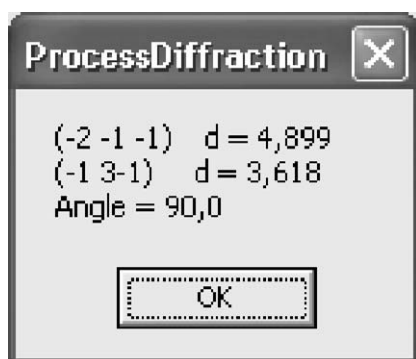 ProcessDiffraction
(-2 -1 -1) d = 4,899
(-1 3-1) d = 3,618
Angle = 90,0
OK